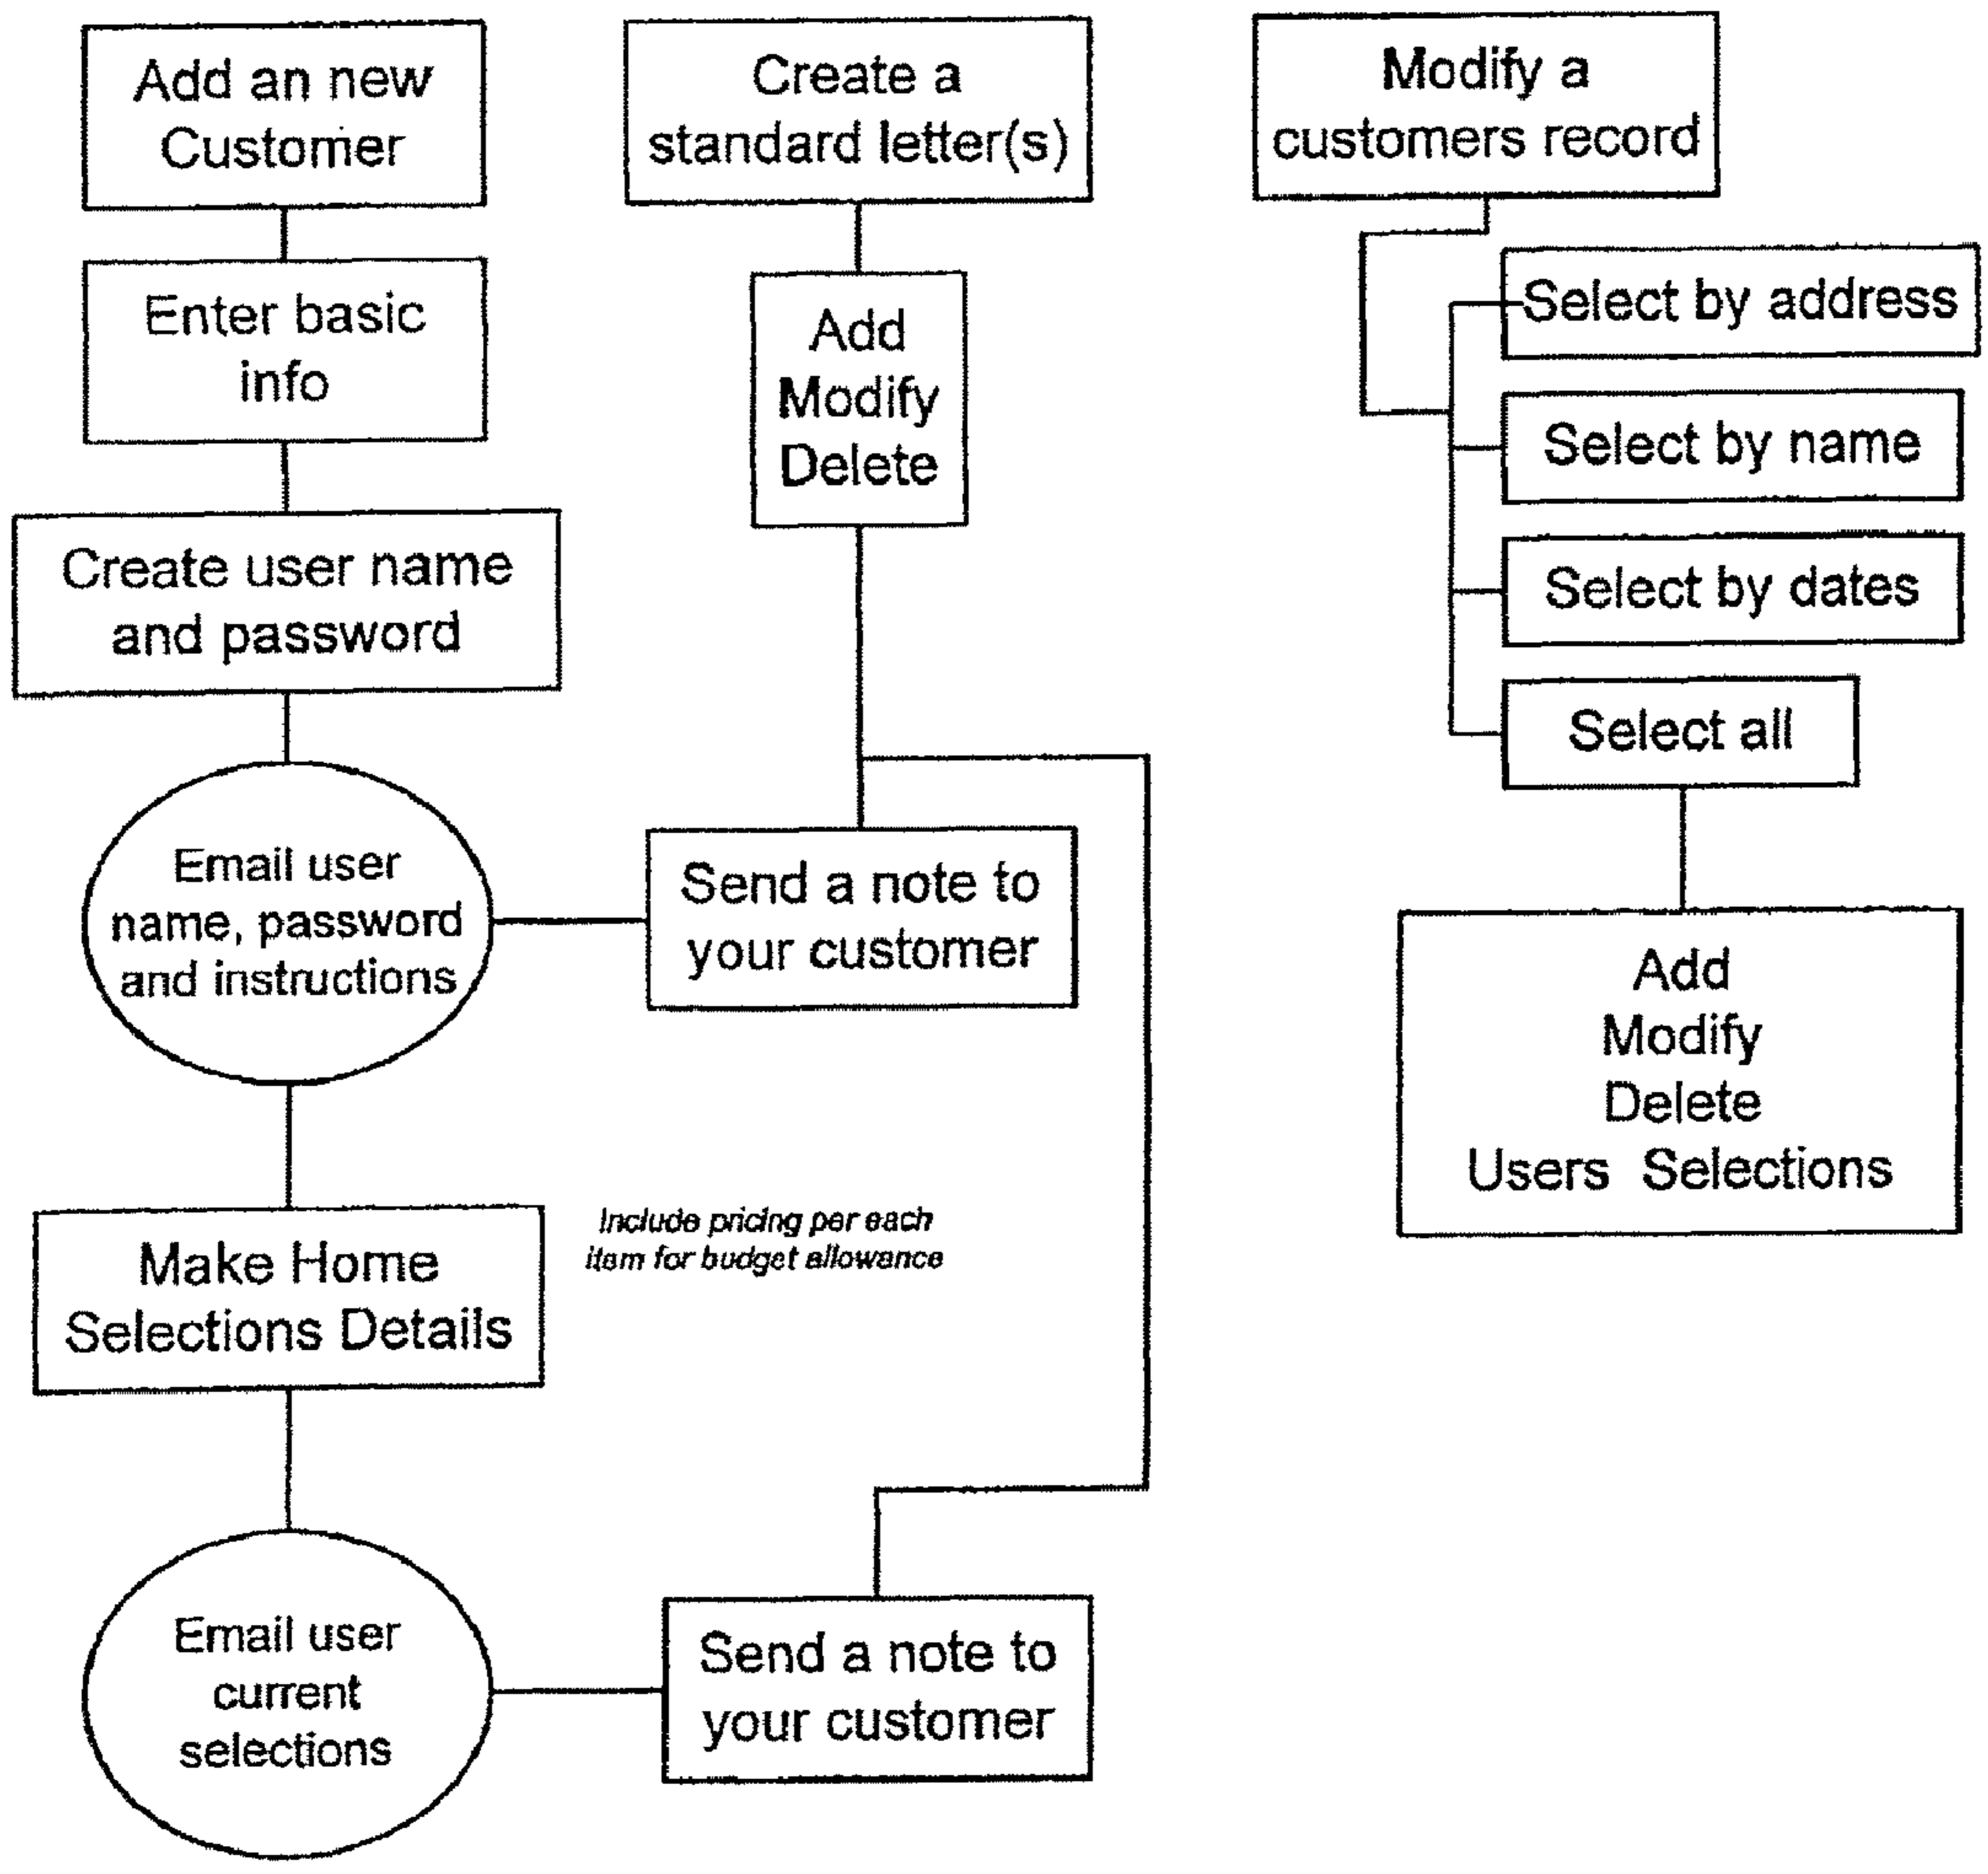 Add an new
Customer
Enter basic
info
Create user name
and password
Email user
name, password
and instructions
Make Home
Selections Details
Email user
current
selections
Create a
standard letter(s)
Add
Modify
Delete
Send a note to
your customer
Include pricing per each
item for budget allowance
Send a note to
your customer
Modify a
customers record
Select by address
Select by name
Select by dates
Select all
Add
Modify
Delete
Users Selections